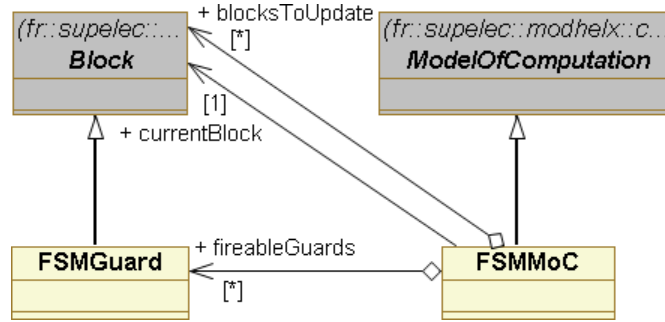 (fr::supelec::...
Block
+ blocksToUpdate
[*]
(fr::supelec::modhelx::c...
ModelOfComputation
[1]
+ currentBlock
FSMGuard
+ fireableGuards
[*]
FSMMoC